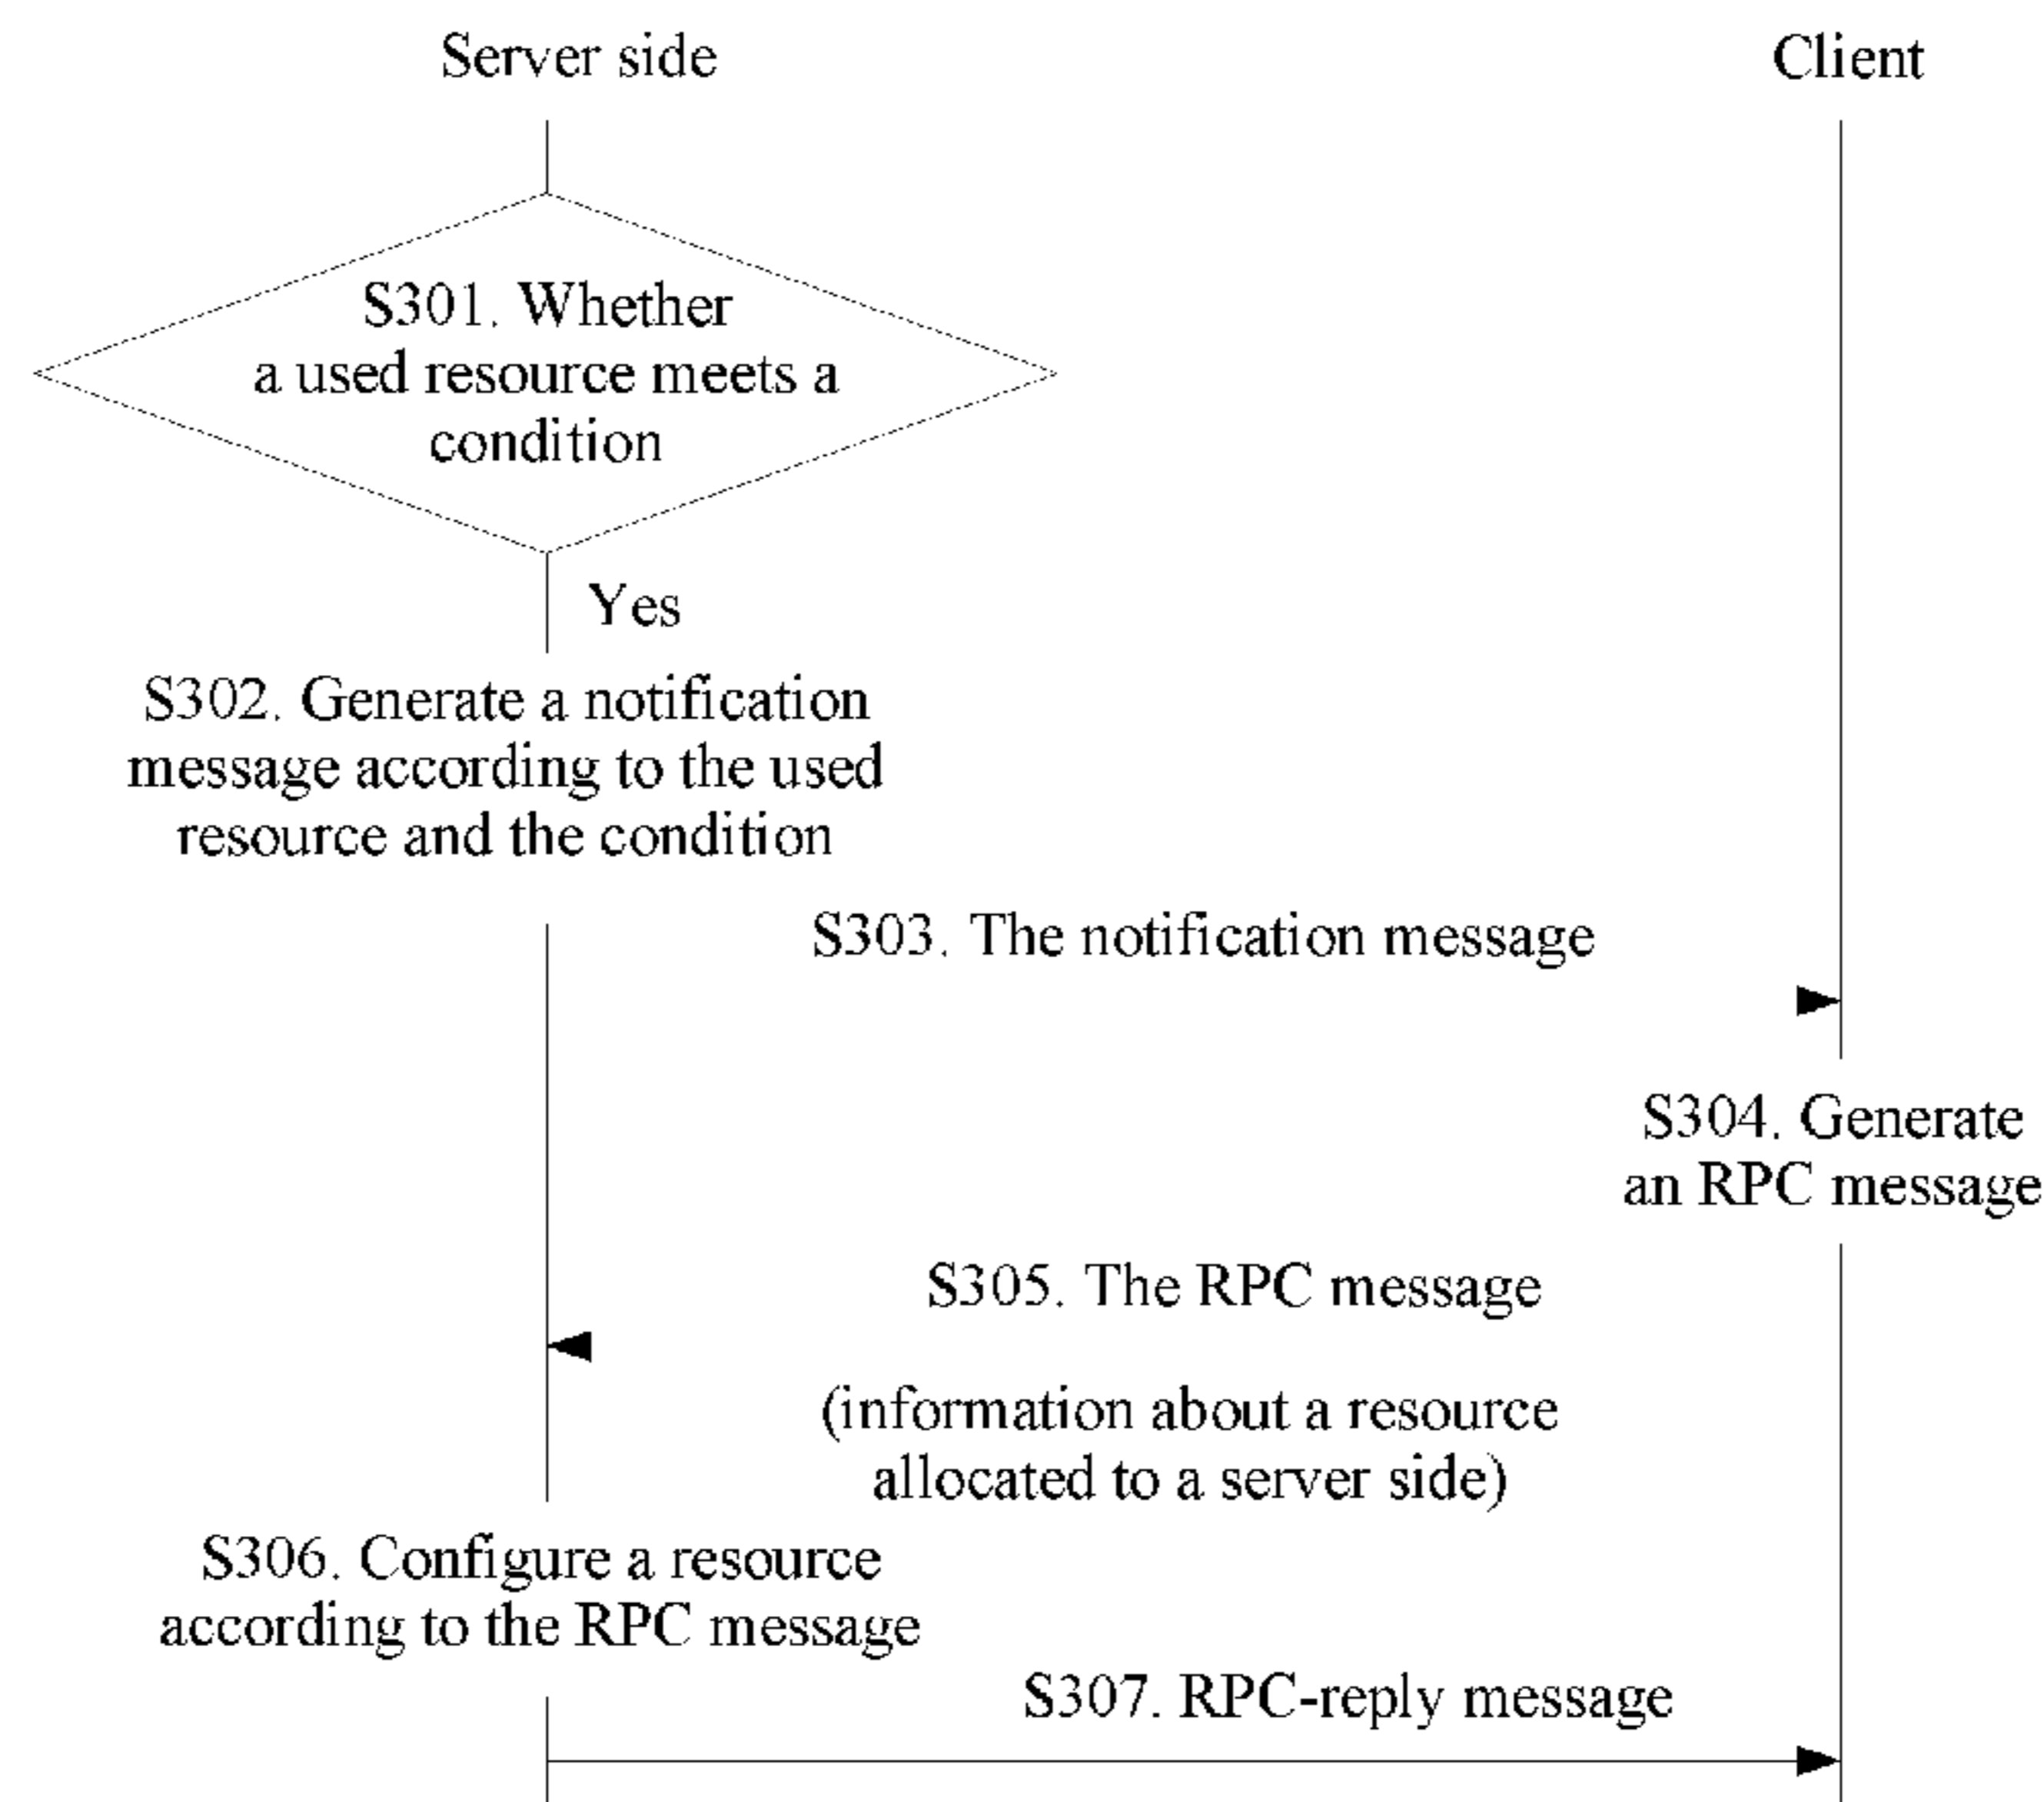 Server side
Client
S301. Whether
a used resource meets a
condition
Yes
S302. Generate a notification
message according to the used
resource and the condition
S303. The notification message
S304. Generate
an RPC message
S305. The RPC message
(information about a resource
allocated to a server side)
S306. Configure a resource
according to the RPC message
S307. RPC-reply message